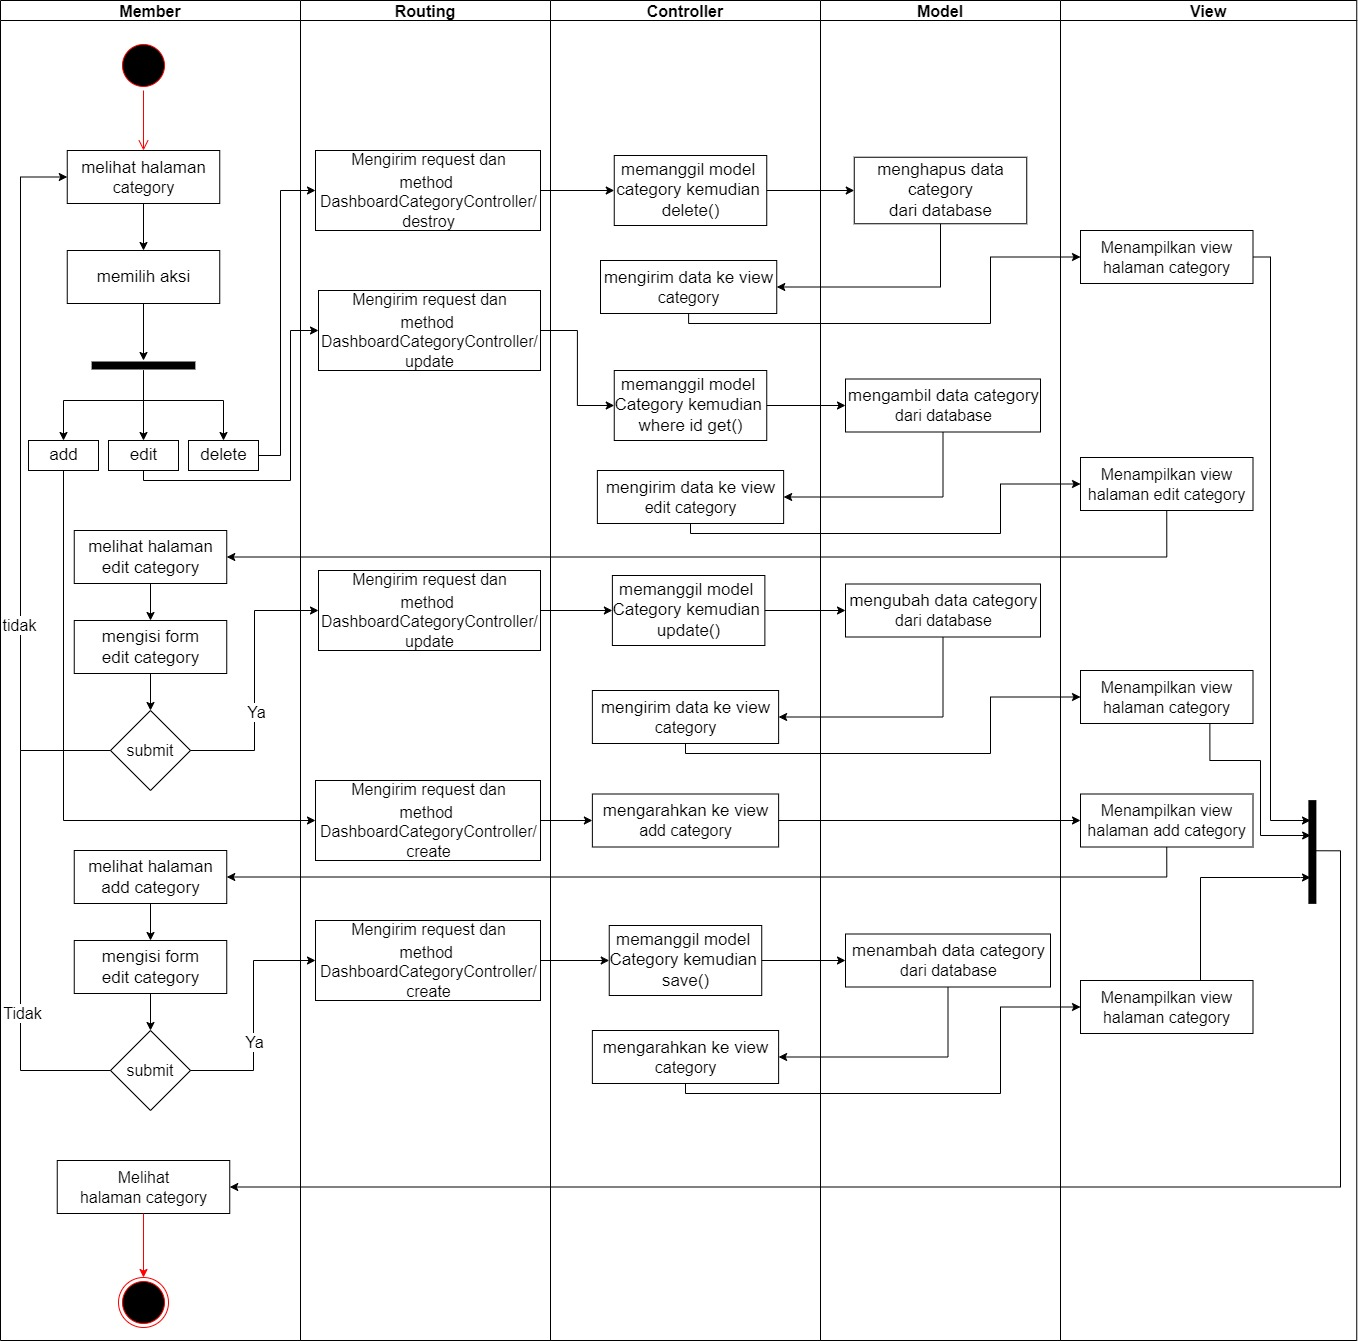 Member
Routing
Controller
Model
View
melihat halaman
category
memilih aksi
add
edit
delete
Mengirim request dan
method
DashboardCategoryController/
destroy
memanggil model
category kemudian
delete()
menghapus data
category
dari database
mengirim data ke view
category
Menampilkan view
halaman category
Mengirim request dan
method
DashboardCategoryController/
update
memanggil model
Category kemudian
where id get()
mengambil data category
dari database
mengirim data ke view
edit category
Menampilkan view
halaman edit category
melihat halaman
edit category
mengisi form
edit category
tidak
submit
Ya
Mengirim request dan
method
DashboardCategoryController/
update
memanggil model
Category kemudian
update()
mengubah data category
dari database
mengirim data ke view
category
Menampilkan view
halaman category
Mengirim request dan
method
DashboardCategoryController/
create
mengarahkan ke view
add category
Menampilkan view
halaman add category
melihat halaman
add category
mengisi form
edit category
Tidak
submit
Ya
Mengirim request dan
method
DashboardCategoryController/
create
memanggil model
Category kemudian
save()
menambah data category
dari database
mengarahkan ke view
category
Menampilkan view
halaman category
Melihat
halaman category